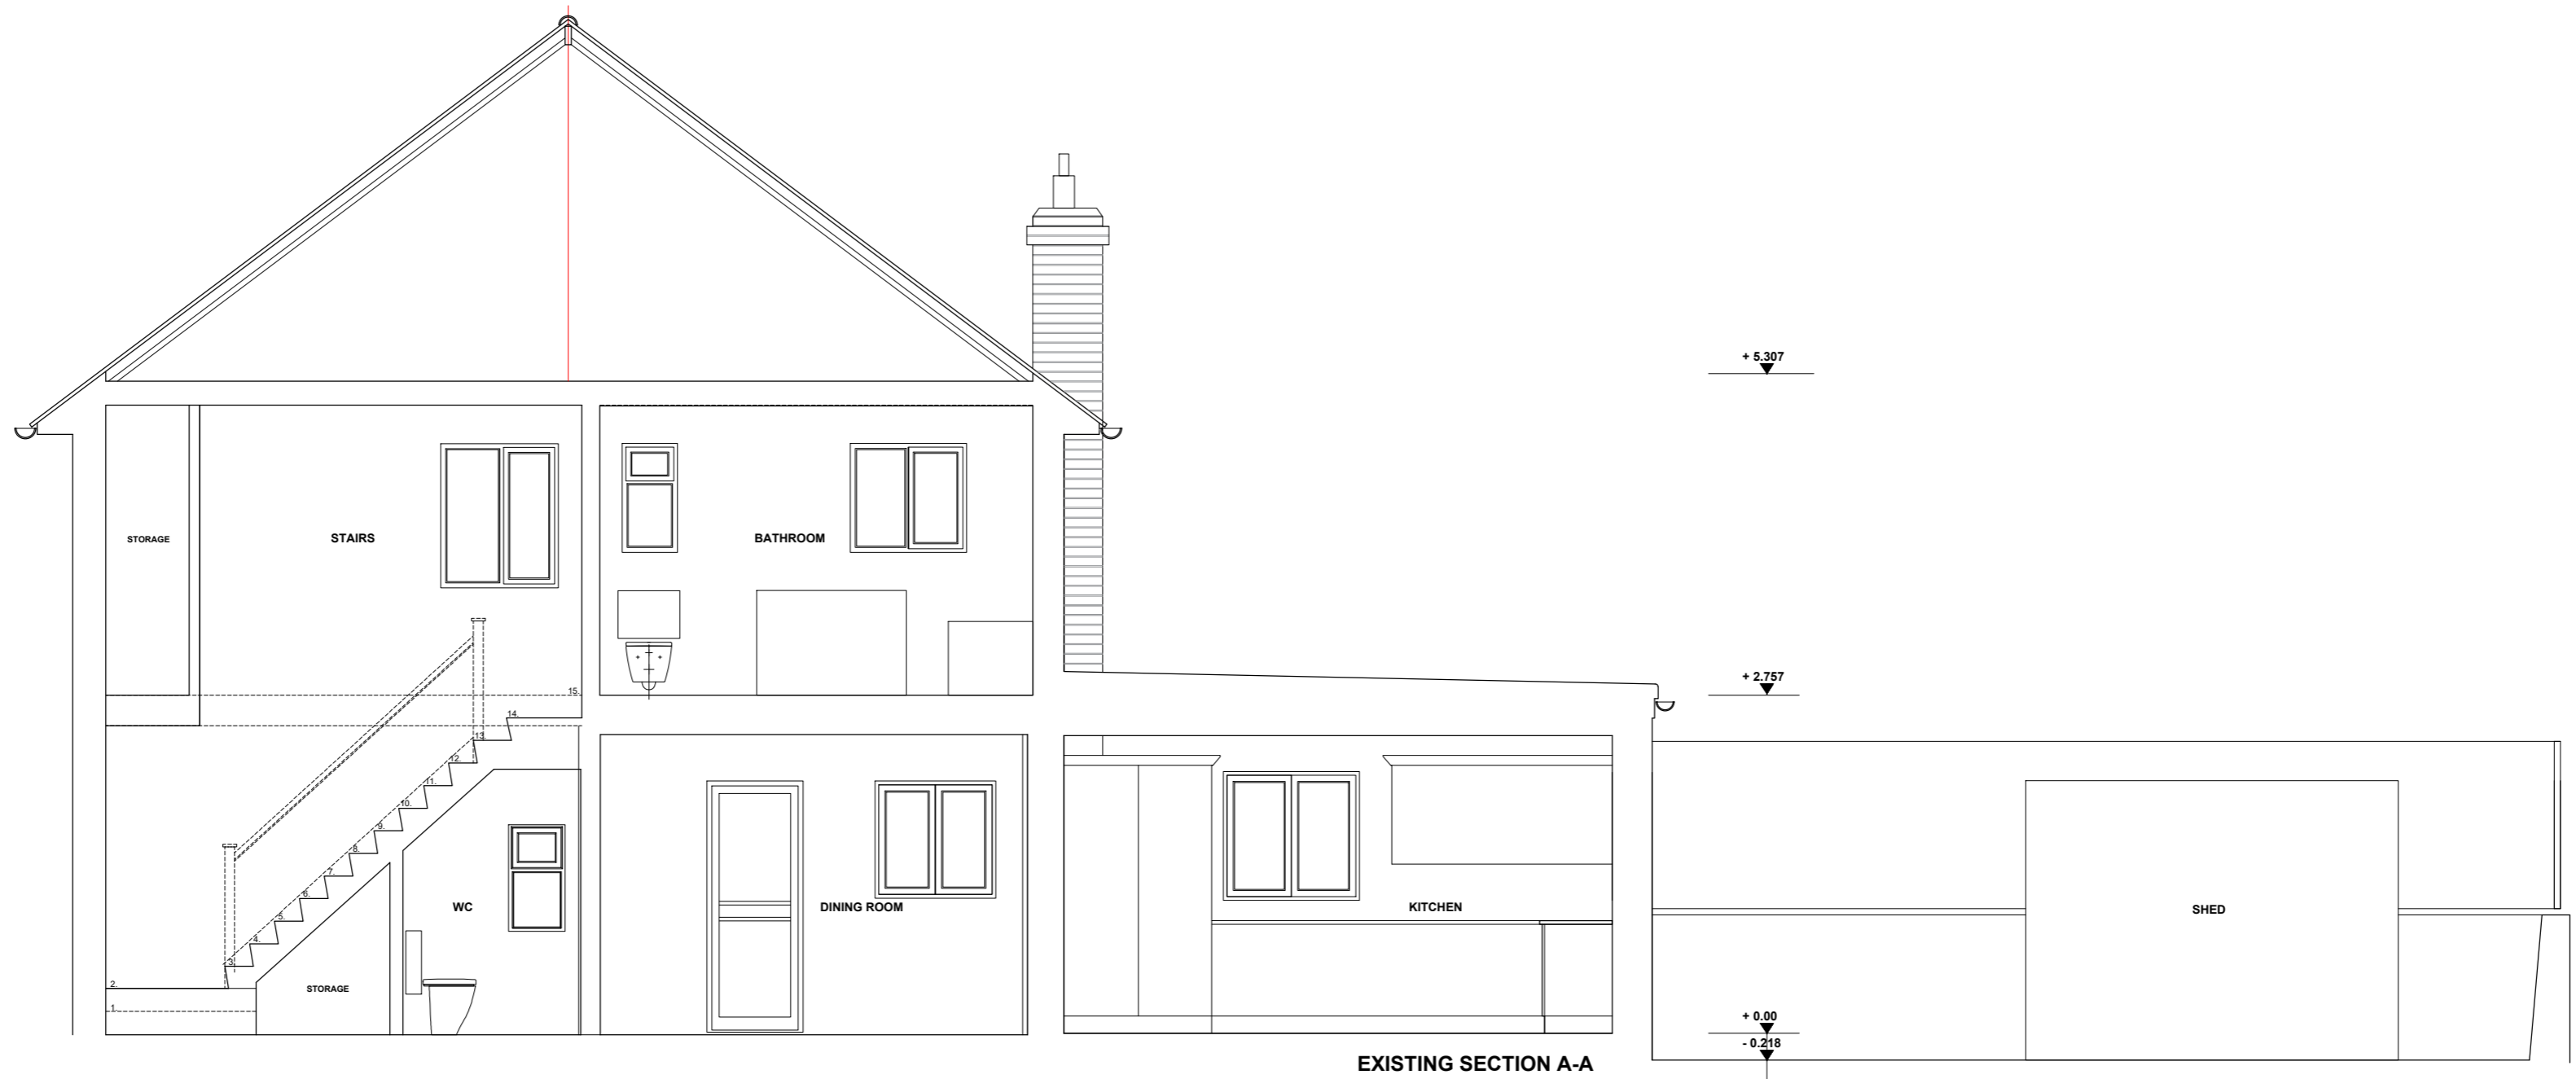 + 5.307
STORAGE
STAIRS
BATHROOM
+ 2.757
15.
14.
13.
12.
11.
10.
9.
8.
7.
6.
5.
4.
3.
2.
1.
WC
STORAGE
DINING ROOM
KITCHEN
SHED
+ 0.00
- 0.218
EXISTING SECTION A-A